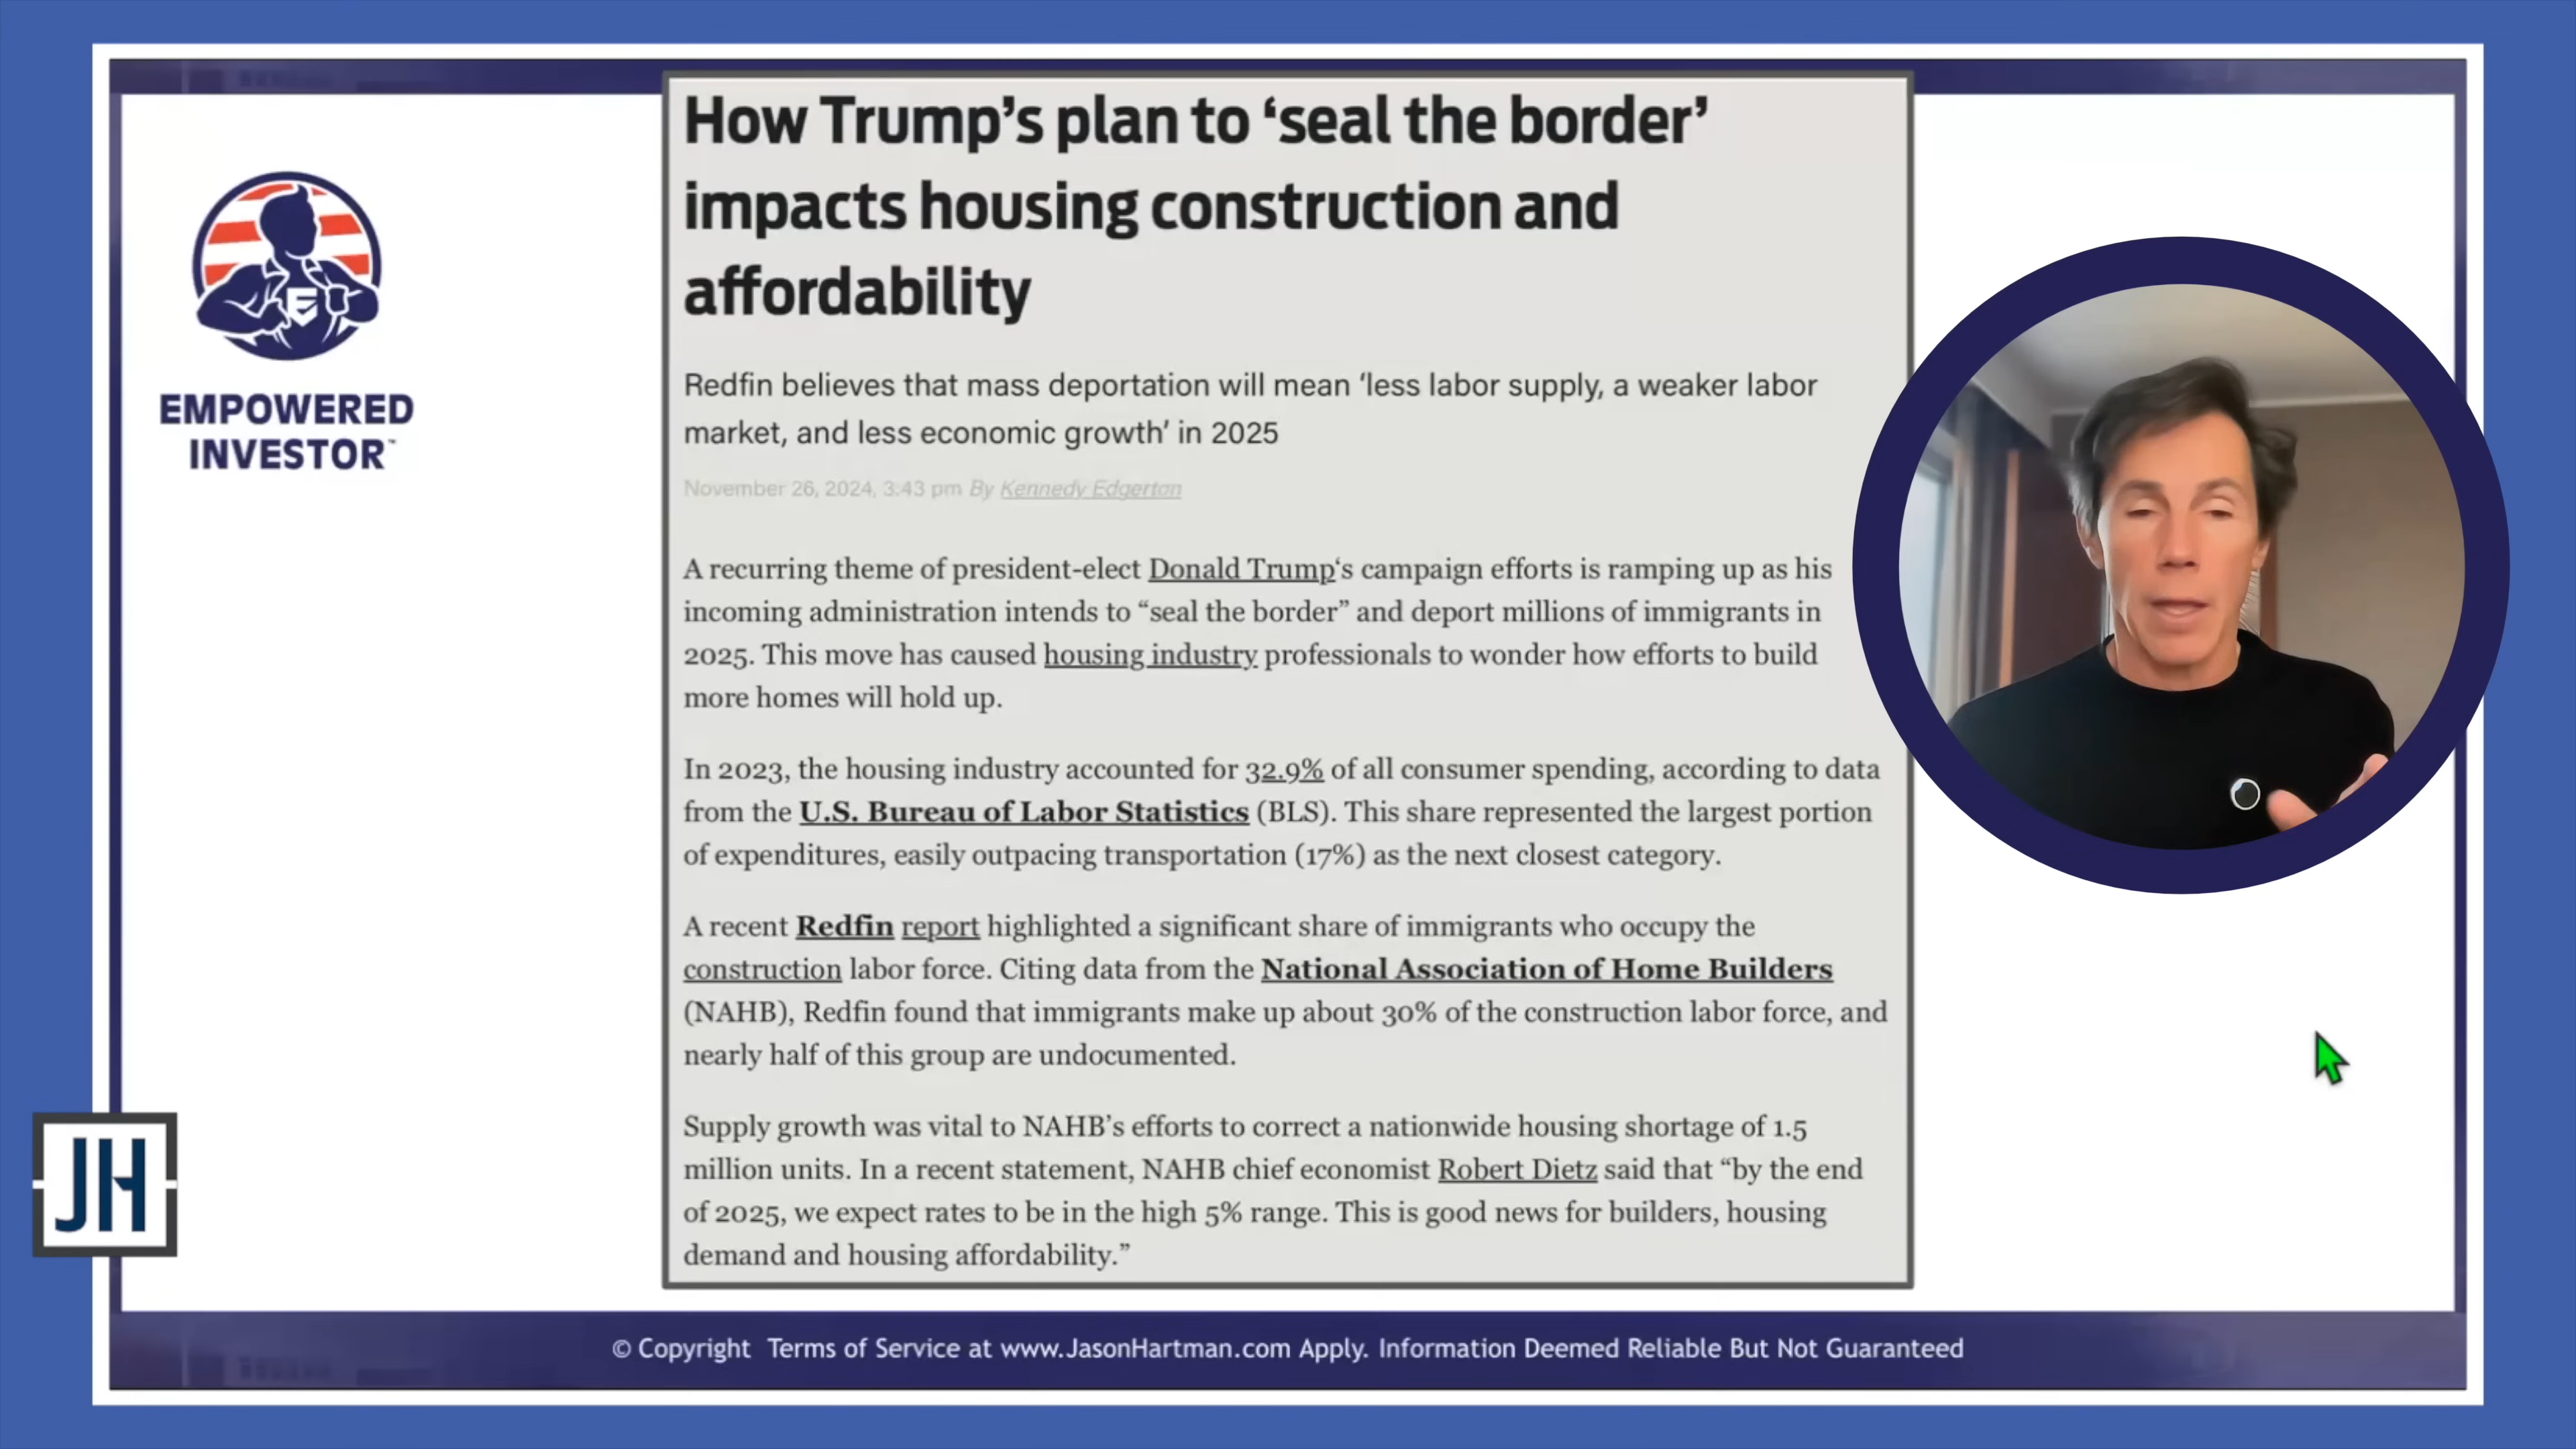 How Trump’s plan to ‘seal the border’
impacts housing construction and
affordability
Redfin believes that mass deportation will mean ‘less labor supply, a weaker labor
market, and less economic growth’ in 2025
November 26, 2024, 3:43 pm By Kennedy Edgerton
A recurring theme of president-elect Donald Trump‘s campaign efforts is ramping up as his
incoming administration intends to “seal the border” and deport millions of immigrants in
2025. This move has caused housing industry professionals to wonder how efforts to build
more homes will hold up.
In 2023, the housing industry accounted for 32.9% of all consumer spending, according to data
from the U.S. Bureau of Labor Statistics (BLS). This share represented the largest portion
of expenditures, easily outpacing transportation (17%) as the next closest category.
A recent Redfin report highlighted a significant share of immigrants who occupy the
construction labor force. Citing data from the National Association of Home Builders
(NAHB), Redfin found that immigrants make up about 30% of the construction labor force, and
nearly half of this group are undocumented.
Supply growth was vital to NAHB’s efforts to correct a nationwide housing shortage of 1.5
million units. In a recent statement, NAHB chief economist Robert Dietz said that “by the end
of 2025, we expect rates to be in the high 5% range. This is good news for builders, housing
demand and housing affordability.”
EMPOWERED
INVESTOR™
JH
© Copyright Terms of Service at www.JasonHartman.com Apply. Information Deemed Reliable But Not Guaranteed